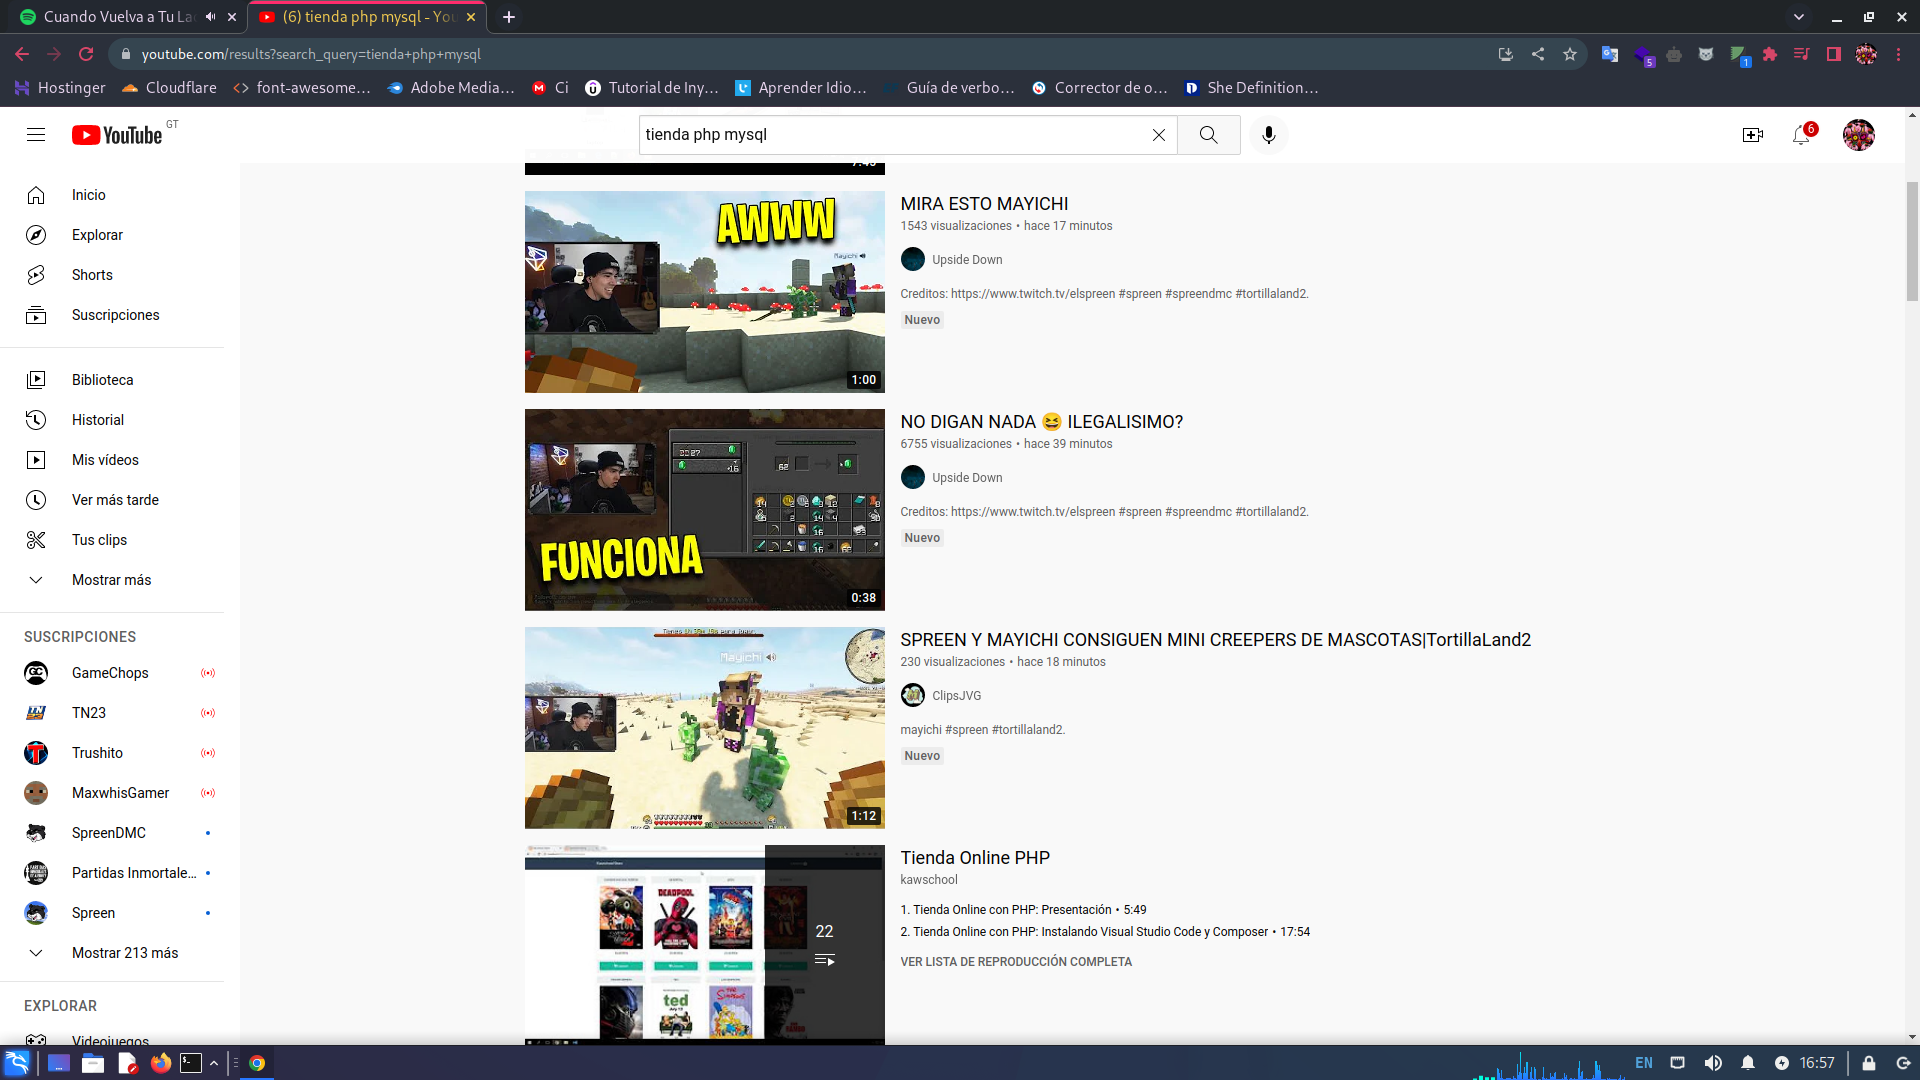 Cuando Vuelva a Tu La
(6) tienda php mysql - You
youtube.com/results?search_query=tienda+php+mysql
5
1
Hostinger
Cloudflare
font-awesome...
Adobe Media...
Ci
Tutorial de Iny...
Aprender Idio...
Guía de verbo...
Corrector de o...
She Definition...
YouTube GT
tienda php mysql
6
Inicio
Explorar
Shorts
Suscripciones
Biblioteca
Historial
Mis vídeos
Ver más tarde
Tus clips
Mostrar más
SUSCRIPCIONES
GameChops
TN23
Trushito
MaxwhisGamer
SpreenDMC
Partidas Inmortale...
Spreen
Mostrar 213 más
EXPLORAR
Videojuegos
AWWW
Mayichi
1:00
MIRA ESTO MAYICHI
1543 visualizaciones • hace 17 minutos
Upside Down
Creditos: https://www.twitch.tv/elspreen #spreen #spreendmc #tortillaland2.
Nuevo
FUNCIONA
0:38
NO DIGAN NADA 😆 ILEGALISIMO?
6755 visualizaciones • hace 39 minutos
Upside Down
Creditos: https://www.twitch.tv/elspreen #spreen #spreendmc #tortillaland2.
Nuevo
Mayichi
1:12
SPREEN Y MAYICHI CONSIGUEN MINI CREEPERS DE MASCOTAS|TortillaLand2
230 visualizaciones • hace 18 minutos
ClipsJVG
mayichi #spreen #tortillaland2.
Nuevo
DEADPOOL
ted
22
Tienda Online PHP
kawschool
1. Tienda Online con PHP: Presentación • 5:49
2. Tienda Online con PHP: Instalando Visual Studio Code y Composer • 17:54
VER LISTA DE REPRODUCCIÓN COMPLETA
EN
16:57